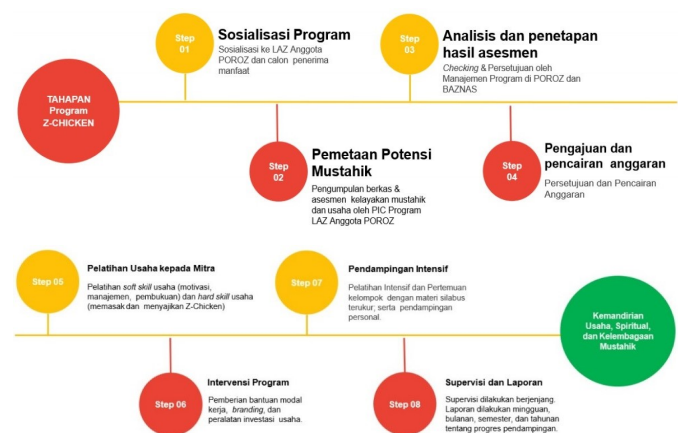 TAHAPAN
Program
Z-CHICKEN
Step
01
Sosialisasi Program
Sosialisasi ke LAZ Anggota
POROZ dan calon penerima
manfaat
Step
02
Pemetaan Potensi
Mustahik
Pengumpulan berkas &
asesmen kelayakan mustahik
dan usaha oleh PIC Program
LAZ Anggota POROZ
Step
03
Analisis dan penetapan
hasil asesmen
Checking & Persetujuan oleh
Manajemen Program di POROZ dan
BAZNAS
Step
04
Pengajuan dan
pencairan anggaran
Persetujuan dan Pencairan
Anggaran
Step 05
Pelatihan Usaha kepada Mitra
Pelatihan soft skill usaha (motivasi,
manajemen, pembukuan) dan hard skill usaha
(memasak dan menyajikan Z-Chicken)
Step 06
Intervensi Program
Pemberian bantuan modal
kerja, branding, dan
peralatan investasi usaha.
Step 07
Pendampingan Intensif
Pelatihan Intensif dan Pertemuan
kelompok dengan materi silabus
terukur; serta pendampingan
personal.
Step 08
Supervisi dan Laporan
Supervisi dilakukan berjenjang.
Laporan dilakukan mingguan,
bulanan, semester, dan tahunan
tentang progres pendampingan.
Kemandirian
Usaha, Spiritual,
dan Kelembagaan
Mustahik